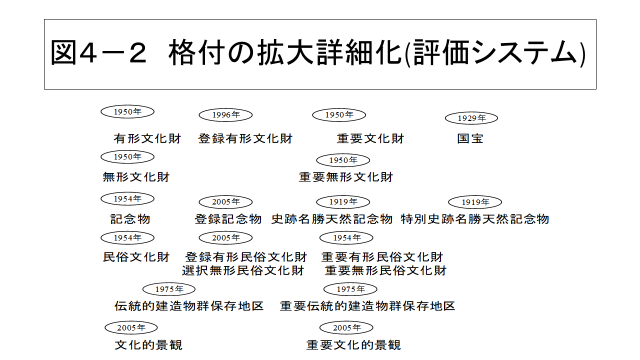 図４－２　格付の拡大詳細化(評価システム)
1950年 1996年 1950年 1929年
有形文化財 登録有形文化財 重要文化財 国宝
1950年 1950年
無形文化財 重要無形文化財
1954年 2005年 1919年 1919年
記念物 登録記念物 史跡名勝天然記念物 特別史跡名勝天然記念物
1954年 2005年 1954年
民俗文化財 登録有形民俗文化財 重要有形民俗文化財
選択無形民俗文化財 重要無形民俗文化財
1975年 1975年
伝統的建造物群保存地区 重要伝統的建造物群保存地区
2005年 2005年
文化的景観 重要文化的景観